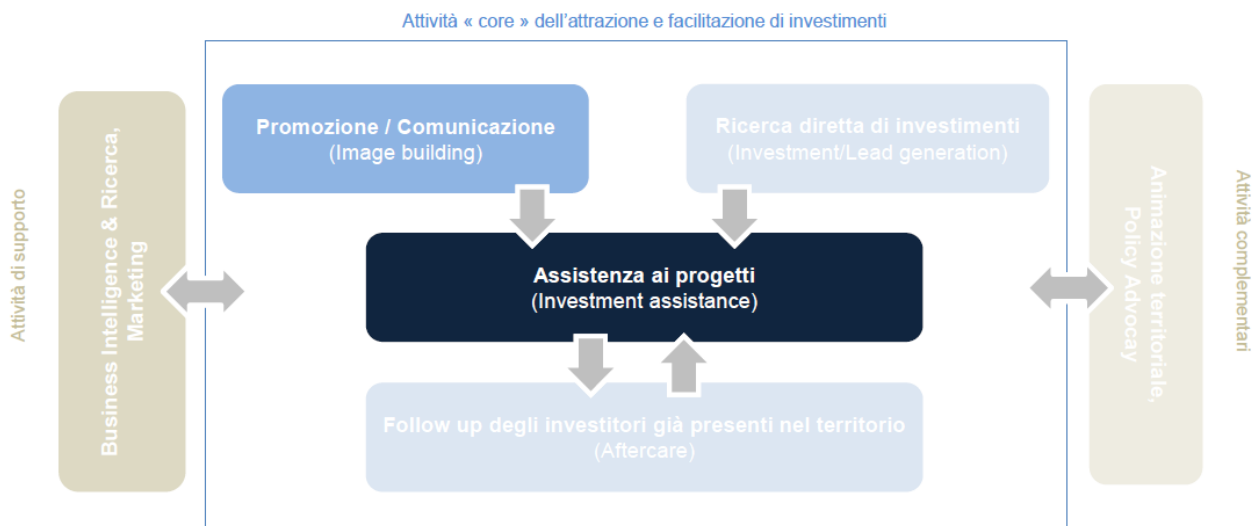 Attività « core » dell'attrazione e facilitazione di investimenti
Attività di supporto
Business Intelligence & Ricerca,
Marketing
Promozione / Comunicazione
(Image building)
Ricerca diretta di investimenti
(Investment/Lead generation)
Assistenza ai progetti
(Investment assistance)
Follow up degli investitori già presenti nel territorio
(Aftercare)
Animazione territoriale,
Policy Advocay
Attività complementari